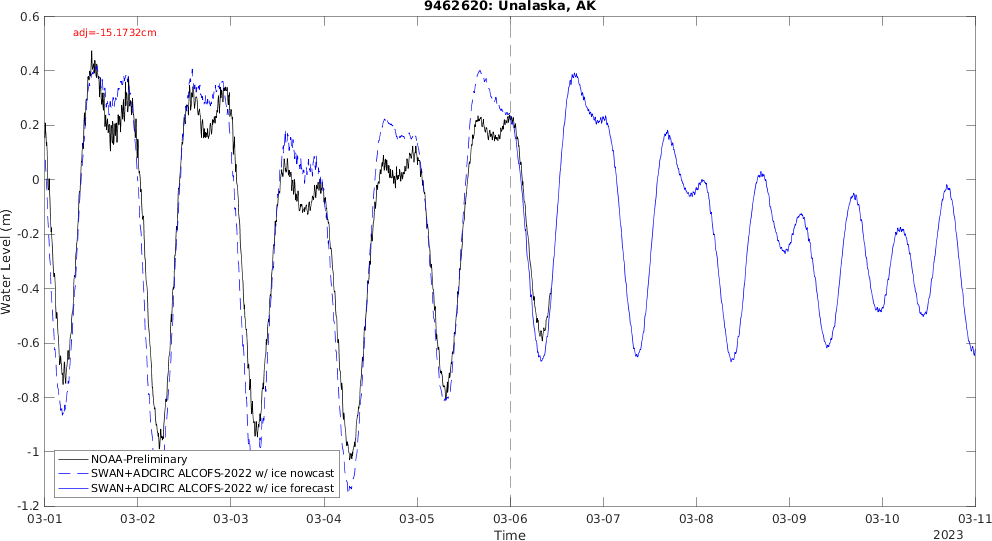 9462620: Unalaska, AK
adj=-15.1732cm
0.6
0.4
0.2
0
-0.2
-0.4
-0.6
-0.8
-1
-1.2
Water Level (m)
NOAA-Preliminary
SWAN+ADCIRC ALCOFS-2022 w/ ice nowcast
SWAN+ADCIRC ALCOFS-2022 w/ ice forecast
03-01 03-02 03-03 03-04 03-05 03-06 03-07 03-08 03-09 03-10 03-11
Time
2023